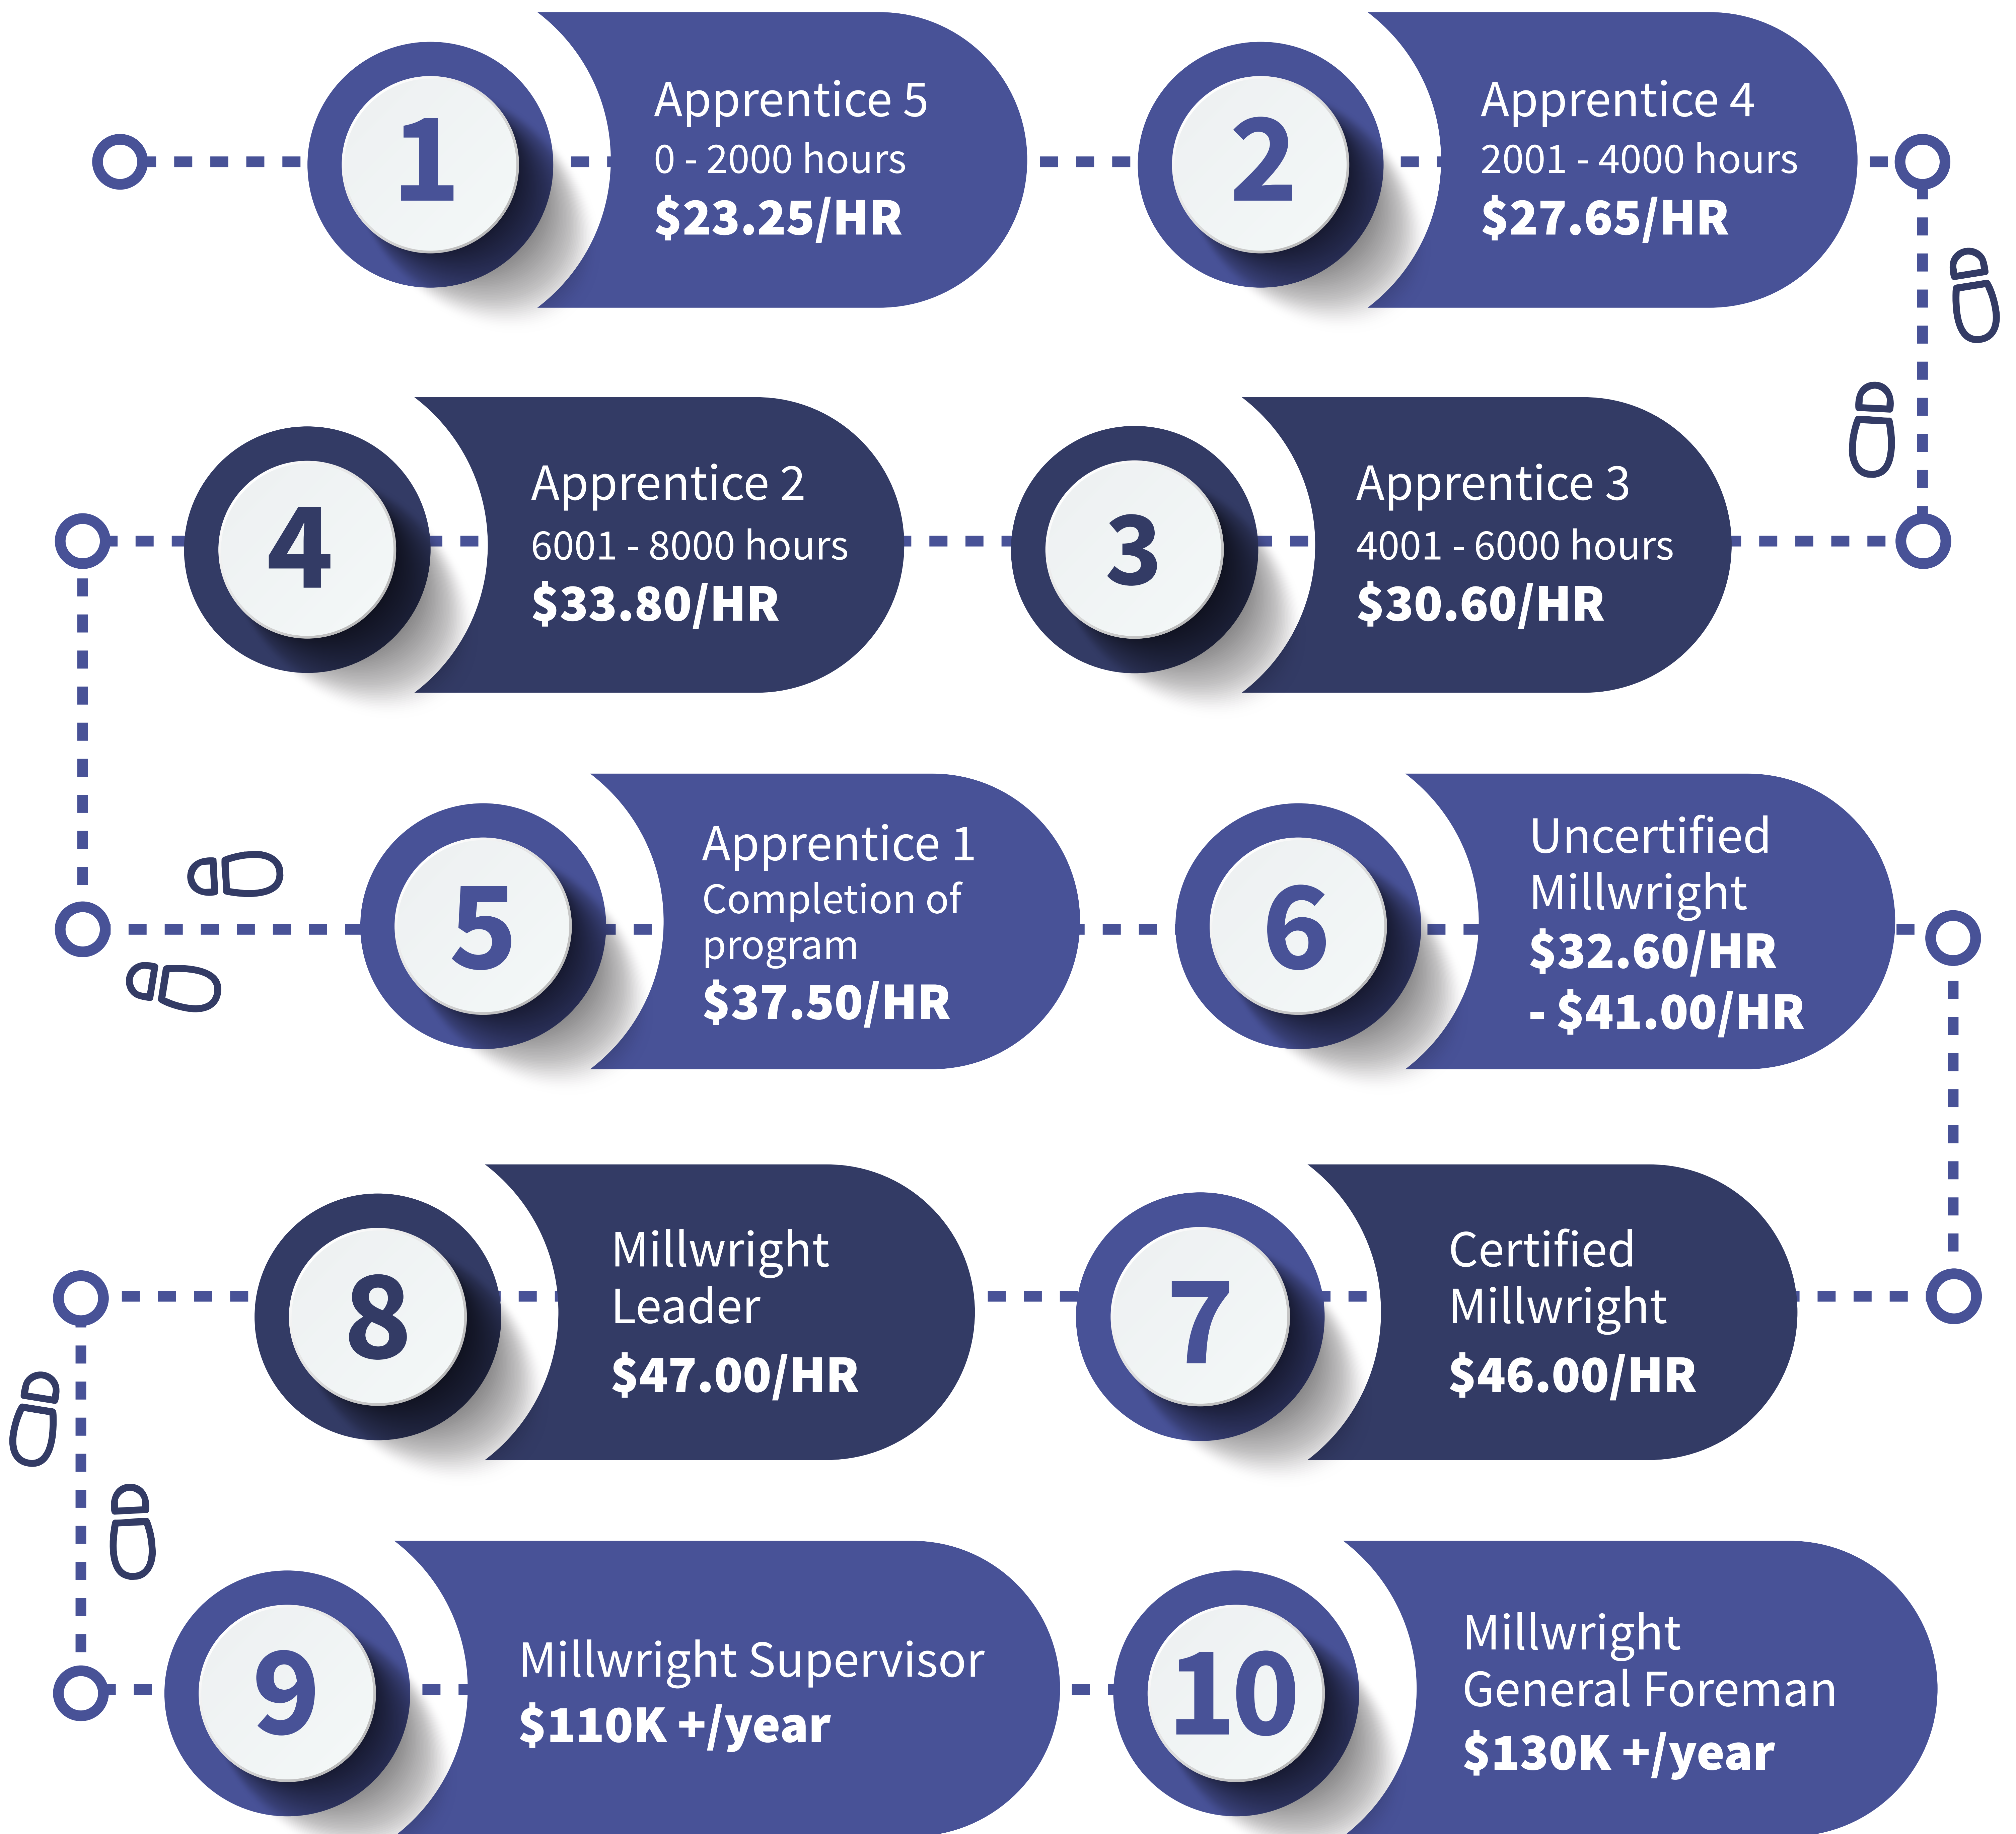 1
Apprentice 5
0 - 2000 hours
$23.25/HR
2
Apprentice 4
2001 - 4000 hours
$27.65/HR
3
Apprentice 3
4001 - 6000 hours
$30.60/HR
4
Apprentice 2
6001 - 8000 hours
$33.80/HR
5
Apprentice 1
Completion of
program
$37.50/HR
6
Uncertified
Millwright
$32.60/HR
- $41.00/HR
7
Certified
Millwright
$46.00/HR
8
Millwright
Leader
$47.00/HR
9
Millwright Supervisor
$110K +/year
10
Millwright
General Foreman
$130K +/year